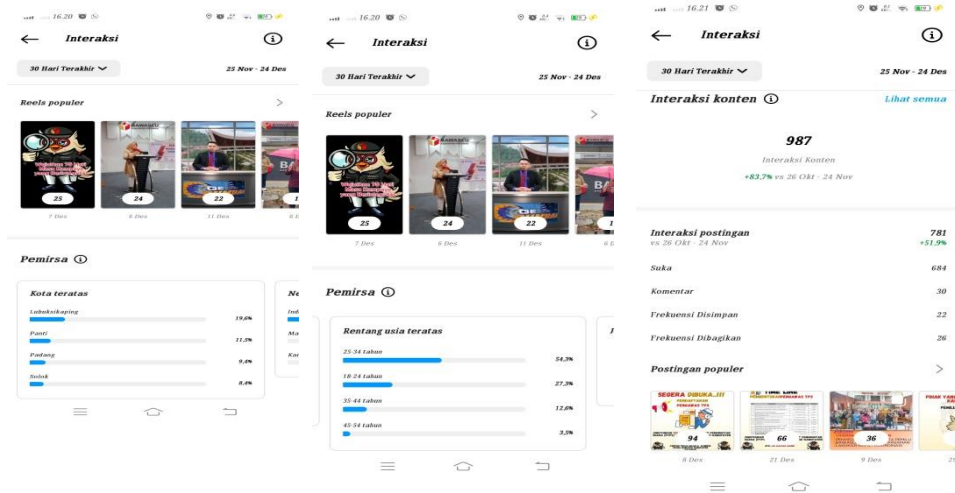 16.20
Interaksi
30 Hari Terakhir
25 Nov - 24 Des
Reels populer
25
24
22
7 Des
6 Des
11 Des
Pemirsa
Kota teratas
Lubuksikaping
19,6%
Panti
11,5%
Padang
9,4%
Solok
8,4%
16.20
Interaksi
30 Hari Terakhir
25 Nov - 24 Des
Reels populer
25
24
22
7 Des
6 Des
11 Des
Pemirsa
Rentang usia teratas
25-34 tahun
54,3%
18-24 tahun
27,3%
35-44 tahun
12,6%
45-54 tahun
3,5%
16.21
Interaksi
30 Hari Terakhir
25 Nov - 24 Des
Interaksi konten
Lihat semua
987
Interaksi Konten
+83,7% vs 26 Okt - 24 Nov
Interaksi postingan
781
vs 26 Okt - 24 Nov
+51,9%
Suka
684
Komentar
30
Frekuensi Disimpan
22
Frekuensi Dibagikan
26
Postingan populer
SEGERA DIBUKA..!!!
94
66
36
8 Des
21 Des
9 Des